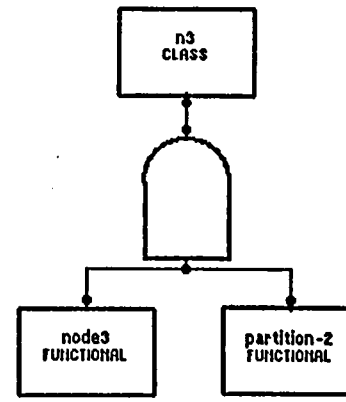 n3
CLASS
node3
FUNCTIONAL
partition-2
FUNCTIONAL